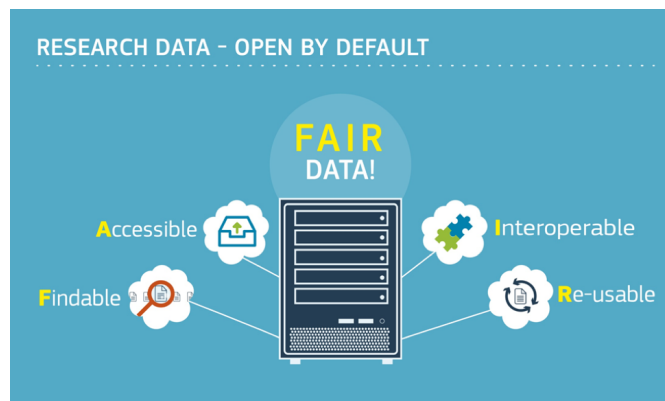 RESEARCH DATA - OPEN BY DEFAULT
FAIR
DATA!
Accessible
Interoperable
Findable
Re-usable